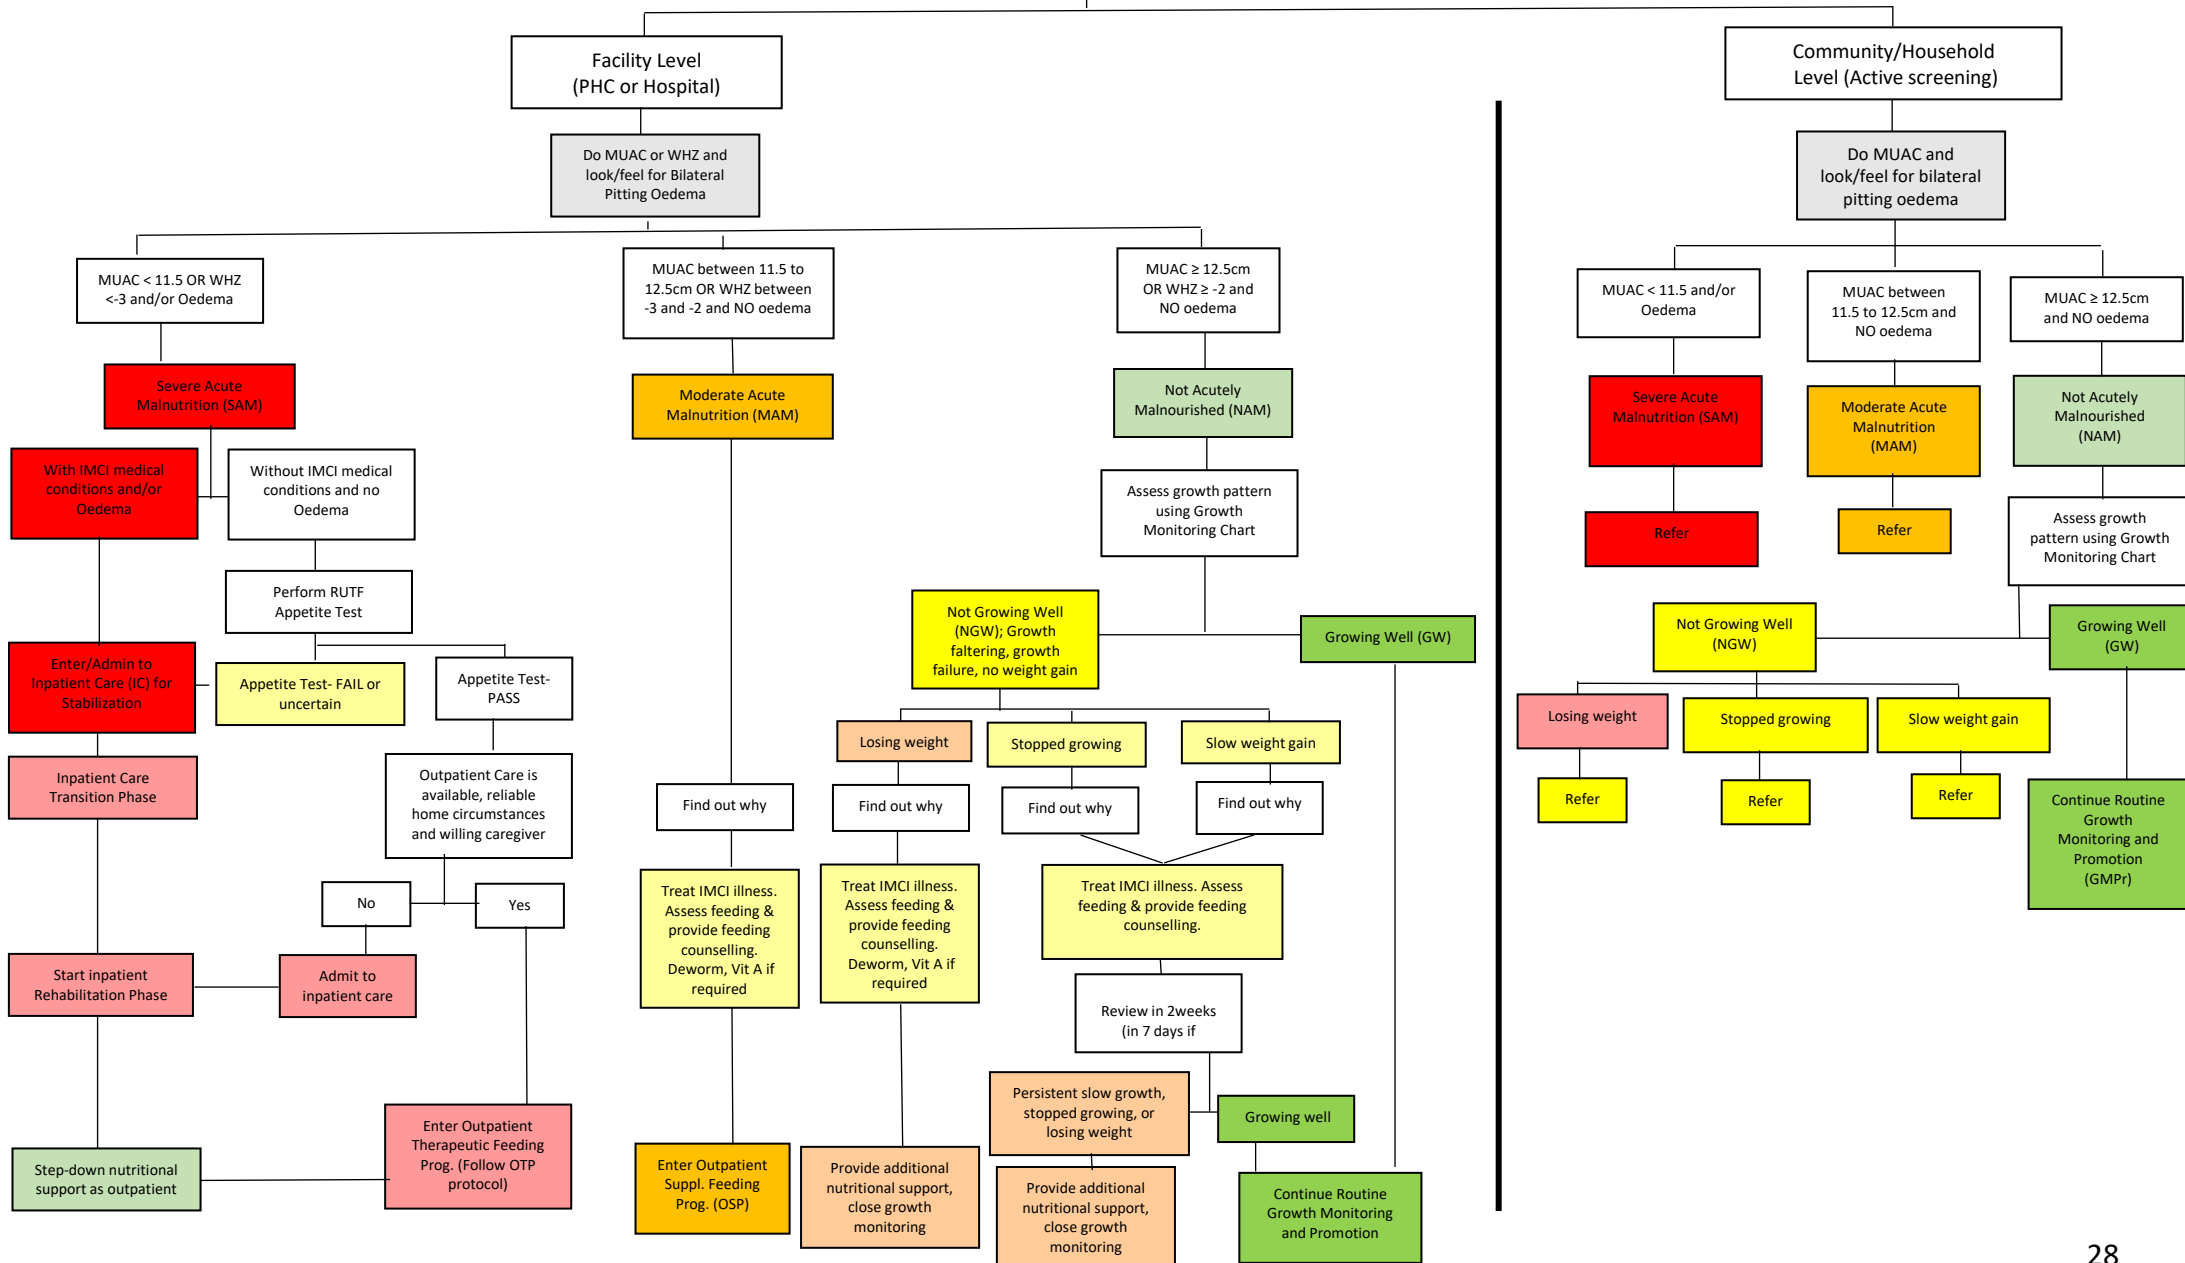 Facility Level
(PHC or Hospital)
Community/Household
Level (Active screening)
Do MUAC or WHZ and
look/feel for Bilateral
Pitting Oedema
Do MUAC and
look/feel for bilateral
pitting oedema
MUAC < 11.5 OR WHZ
<-3 and/or Oedema
MUAC between 11.5 to
12.5cm OR WHZ between
-3 and -2 and NO oedema
MUAC ≥ 12.5cm
OR WHZ ≥ -2 and
NO oedema
MUAC < 11.5 and/or
Oedema
MUAC between
11.5 to 12.5cm and
NO oedema
MUAC ≥ 12.5cm
and NO oedema
Severe Acute
Malnutrition (SAM)
Moderate Acute
Malnutrition (MAM)
Not Acutely
Malnourished (NAM)
Severe Acute
Malnutrition (SAM)
Moderate Acute
Malnutrition
(MAM)
Not Acutely
Malnourished
(NAM)
With IMCI medical
conditions and/or
Oedema
Without IMCI medical
conditions and no
Oedema
Assess growth pattern
using Growth
Monitoring Chart
Refer
Refer
Assess growth
pattern using Growth
Monitoring Chart
Perform RUTF
Appetite Test
Not Growing Well
(NGW); Growth
faltering, growth
failure, no weight gain
Growing Well (GW)
Not Growing Well
(NGW)
Growing Well
(GW)
Enter/Admin to
Inpatient Care (IC) for
Stabilization
Appetite Test- FAIL or
uncertain
Appetite Test-
PASS
Losing weight
Stopped growing
Slow weight gain
Losing weight
Stopped growing
Slow weight gain
Inpatient Care
Transition Phase
Outpatient Care is
available, reliable
home circumstances
and willing caregiver
Find out why
Find out why
Find out why
Find out why
Refer
Refer
Refer
Continue Routine
Growth
Monitoring and
Promotion
(GMPr)
No
Yes
Treat IMCI illness.
Assess feeding &
provide feeding
counselling.
Deworm, Vit A if
required
Treat IMCI illness.
Assess feeding &
provide feeding
counselling.
Deworm, Vit A if
required
Treat IMCI illness. Assess
feeding & provide feeding
counselling.
Start inpatient
Rehabilitation Phase
Admit to
inpatient care
Review in 2weeks
(in 7 days if
Persistent slow growth,
stopped growing, or
losing weight
Growing well
Step-down nutritional
support as outpatient
Enter Outpatient
Therapeutic Feeding
Prog. (Follow OTP
protocol)
Enter Outpatient
Suppl. Feeding
Prog. (OSP)
Provide additional
nutritional support,
close growth
monitoring
Provide additional
nutritional support,
close growth
monitoring
Continue Routine
Growth Monitoring
and Promotion
28